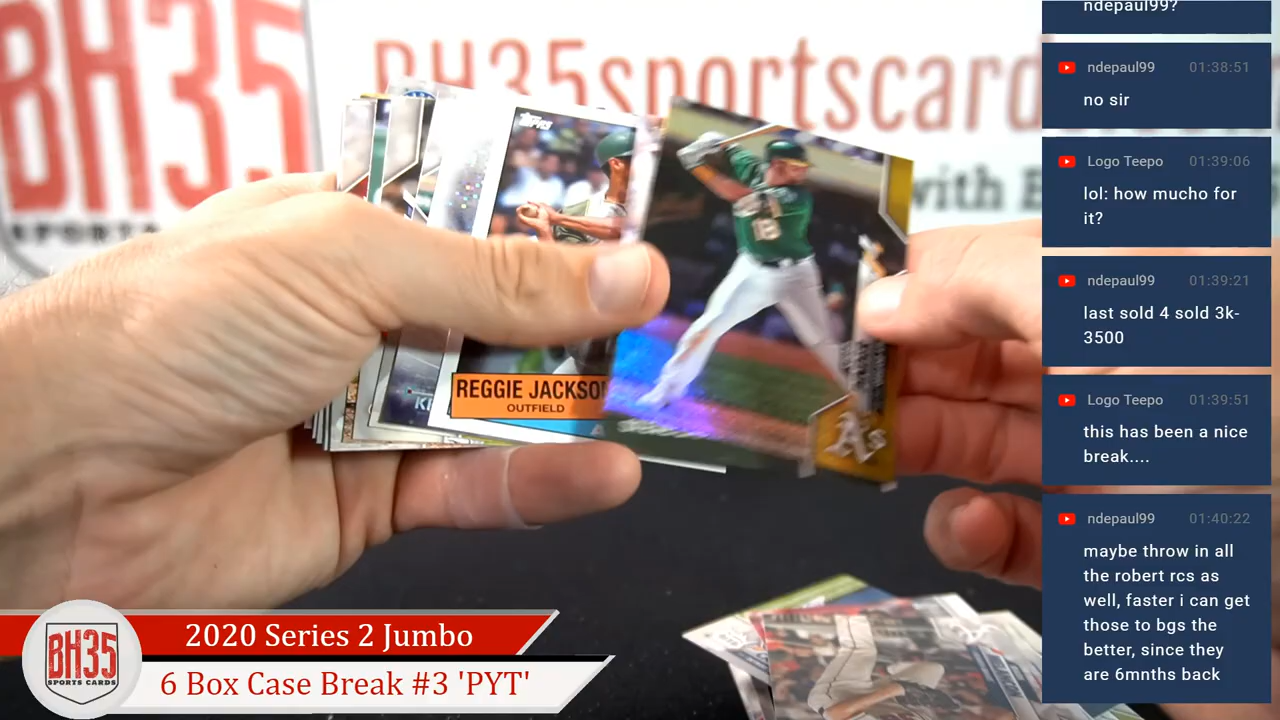 BH35
SPORTS
BH35sportscard
with
Topps
REGGIE JACKSO
OUTFIELD
18
A's
2020 Series 2 Jumbo
6 Box Case Break #3 'PYT'
BH35
SPORTS CARDS
ndepaul99?
ndepaul99 01:38:51
no sir
Logo Teepo 01:39:06
lol: how mucho for
it?
ndepaul99 01:39:21
last sold 4 sold 3k-
3500
Logo Teepo 01:39:51
this has been a nice
break....
ndepaul99 01:40:22
maybe throw in all
the robert rcs as
well, faster i can get
those to bgs the
better, since they
are 6mnths back